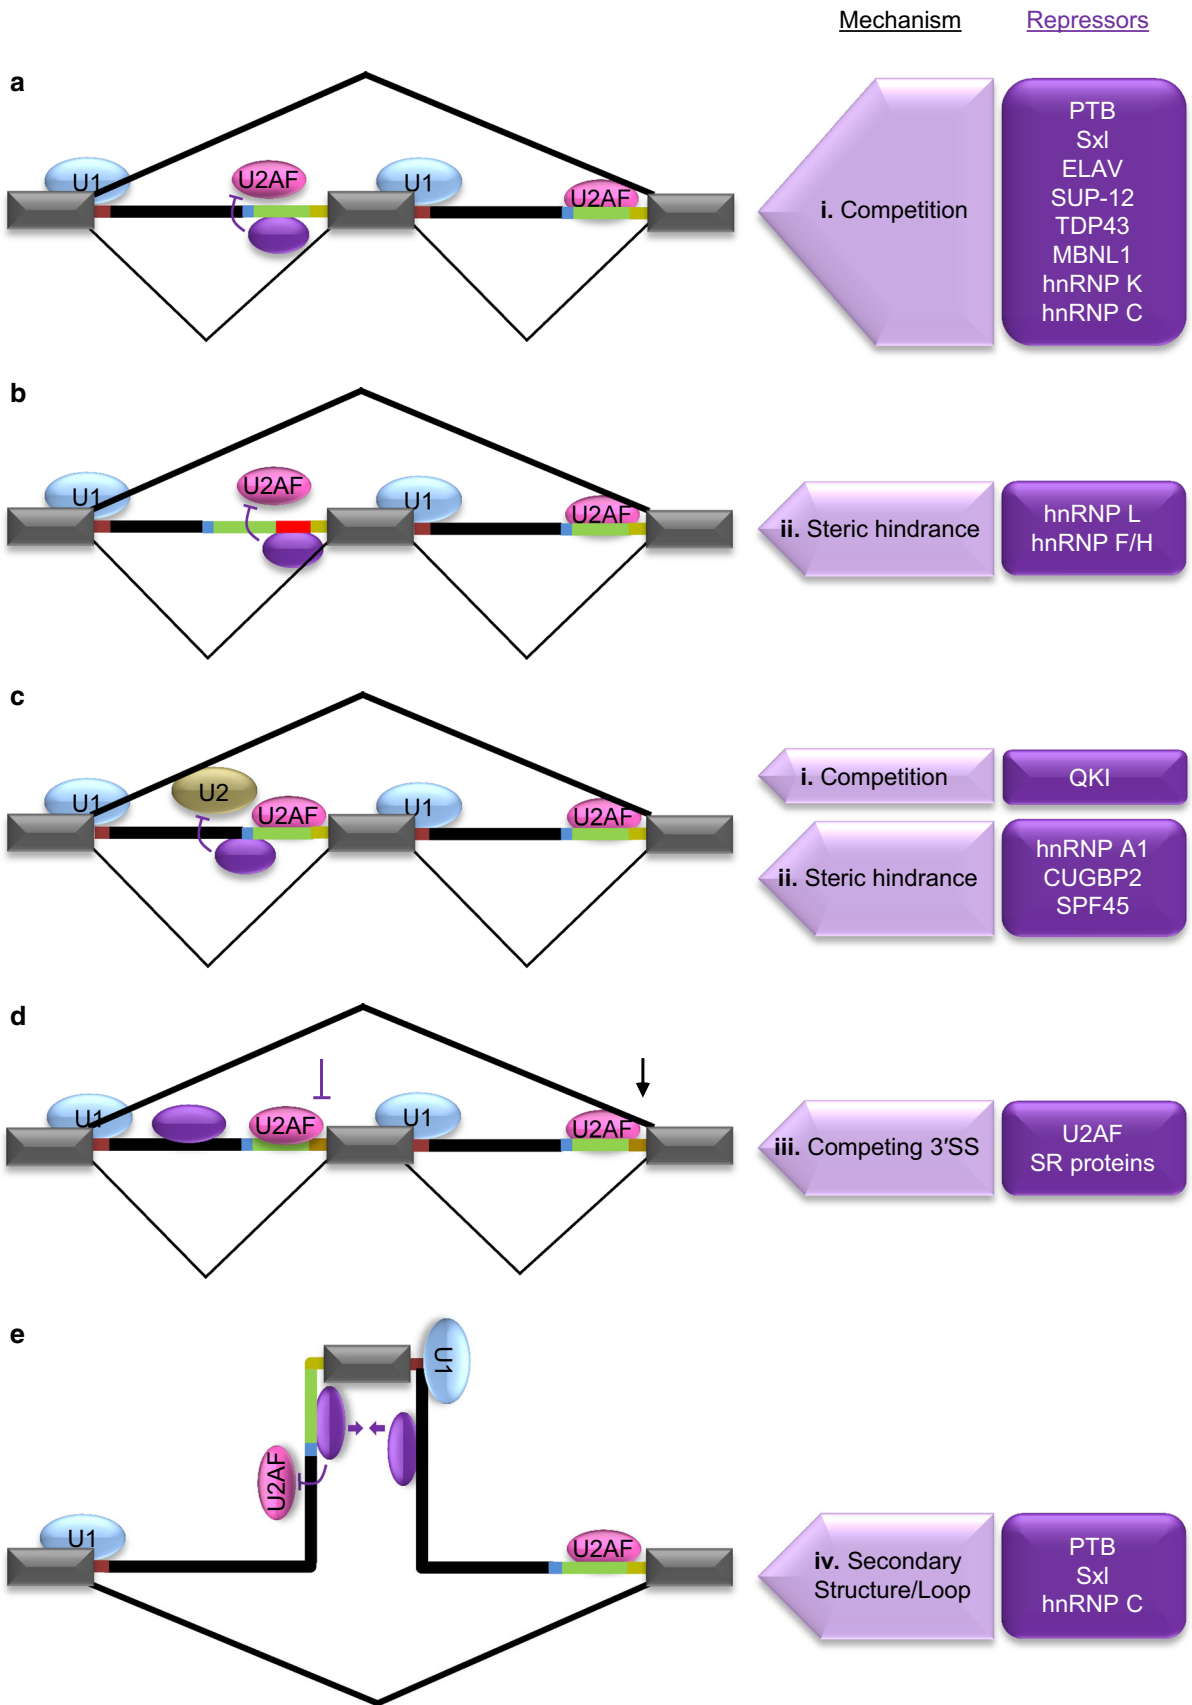 Mechanism
Repressors
a
U1
U2AF
U1
U2AF
i. Competition
PTB
Sxl
ELAV
SUP-12
TDP43
MBNL1
hnRNP K
hnRNP C
b
U1
U2AF
U1
U2AF
ii. Steric hindrance
hnRNP L
hnRNP F/H
c
U1
U2
U2AF
U1
U2AF
i. Competition
QKI
ii. Steric hindrance
hnRNP A1
CUGBP2
SPF45
d
U1
U2AF
U1
U2AF
iii. Competing 3′SS
U2AF
SR proteins
e
U1
U2AF
U1
U2AF
iv. Secondary
Structure/Loop
PTB
Sxl
hnRNP C